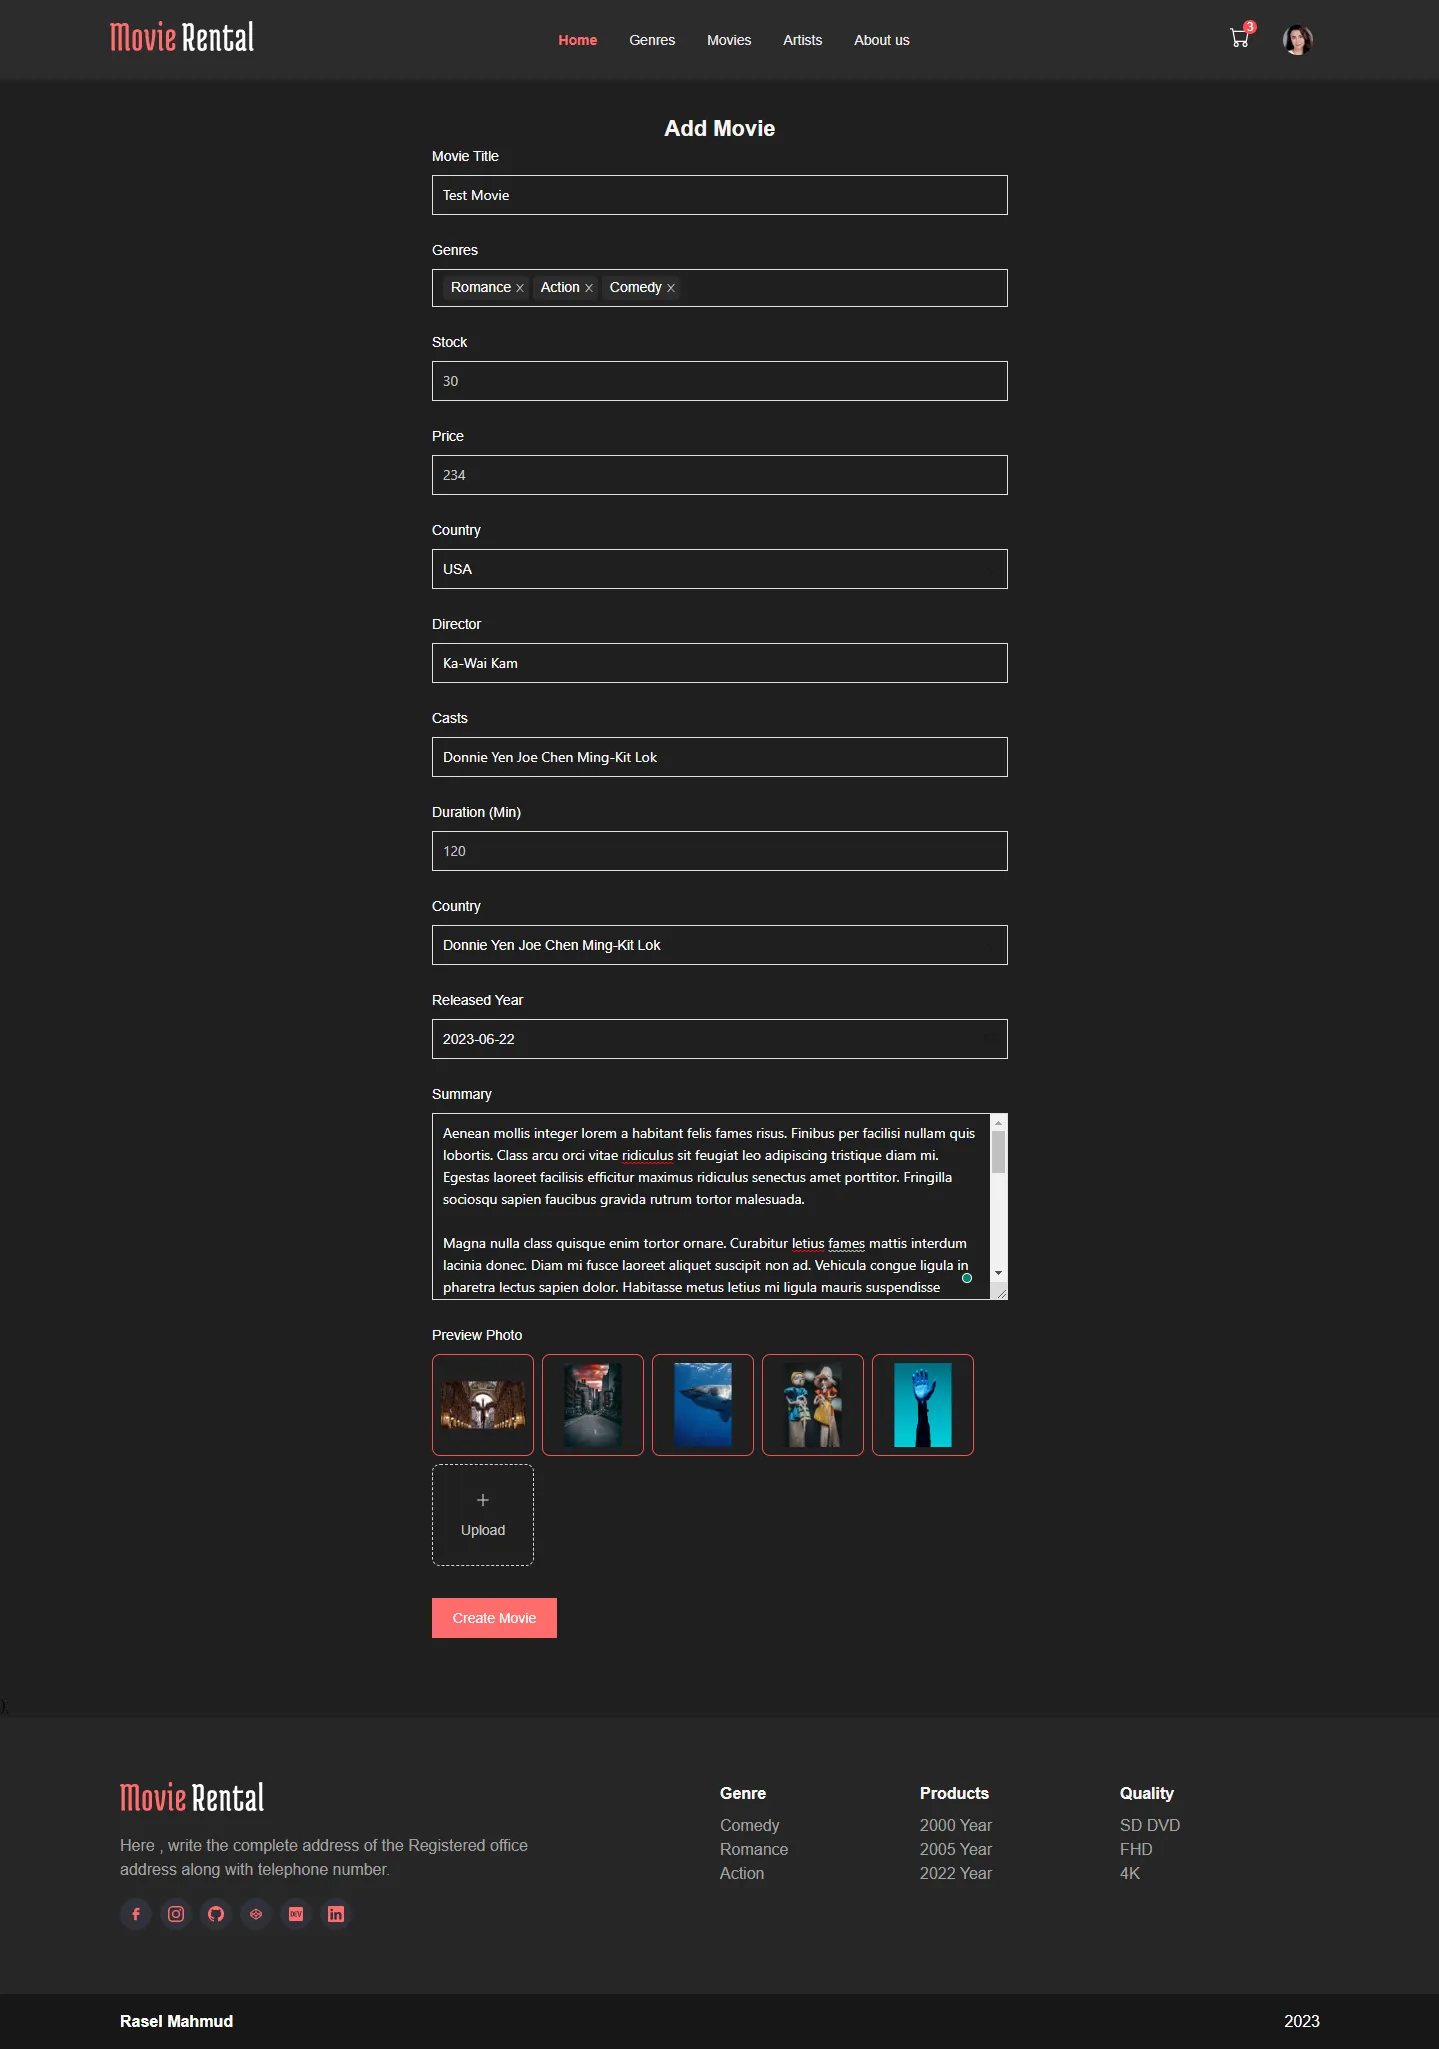 Movie Rental
Home Genres Movies Artists About us
3
Add Movie
Movie Title
Test Movie
Genres
Romance × Action × Comedy ×
Stock
30
Price
234
Country
USA
Director
Ka-Wai Kam
Casts
Donnie Yen Joe Chen Ming-Kit Lok
Duration (Min)
120
Country
Donnie Yen Joe Chen Ming-Kit Lok
Released Year
2023-06-22
Summary
Aenean mollis integer lorem a habitant felis fames risus. Finibus per facilisi nullam quis
lobortis. Class arcu orci vitae ridiculus sit feugiat leo adipiscing tristique diam mi.
Egestas laoreet facilisis efficitur maximus ridiculus senectus amet porttitor. Fringilla
sociosqu sapien faucibus gravida rutrum tortor malesuada.
Magna nulla class quisque enim tortor ornare. Curabitur letius fames mattis interdum
lacinia donec. Diam mi fusce laoreet aliquet suscipit non ad. Vehicula congue ligula in
pharetra lectus sapien dolor. Habitasse metus letius mi ligula mauris suspendisse
Preview Photo
+
Upload
Create Movie
);
Movie Rental
Here , write the complete address of the Registered office
address along with telephone number.
DEV
in
Genre
Comedy
Romance
Action
Products
2000 Year
2005 Year
2022 Year
Quality
SD DVD
FHD
4K
Rasel Mahmud
2023